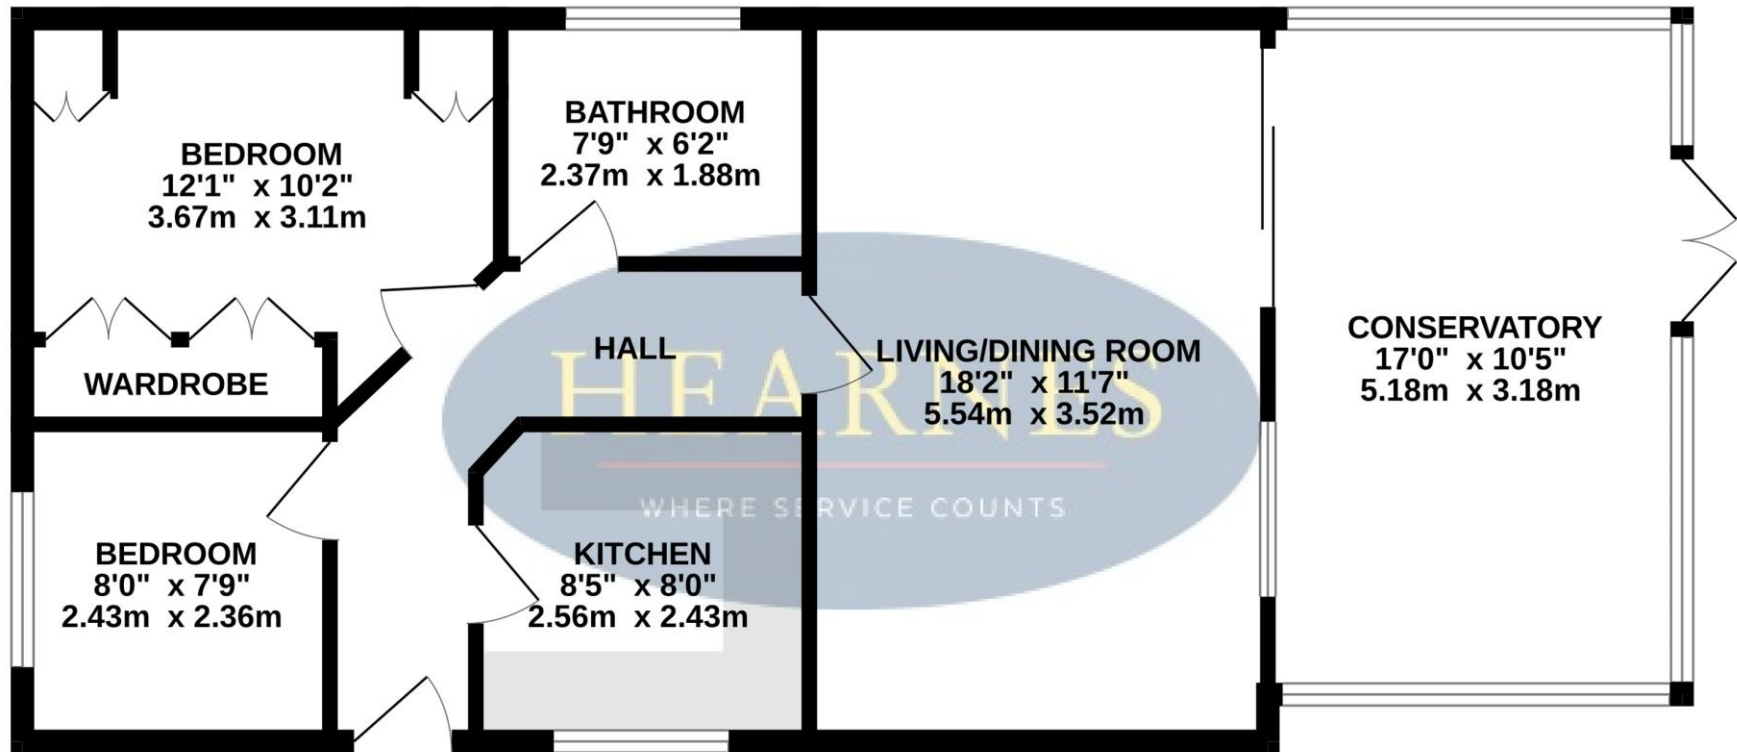 BEDROOM
12'1" x 10'2"
3.67m x 3.11m
BATHROOM
7'9" x 6'2"
2.37m x 1.88m
WARDROBE
HALL
LIVING/DINING ROOM
18'2" x 11'7"
5.54m x 3.52m
CONSERVATORY
17'0" x 10'5"
5.18m x 3.18m
BEDROOM
8'0" x 7'9"
2.43m x 2.36m
KITCHEN
8'5" x 8'0"
2.56m x 2.43m
HEARNES
WHERE SERVICE COUNTS